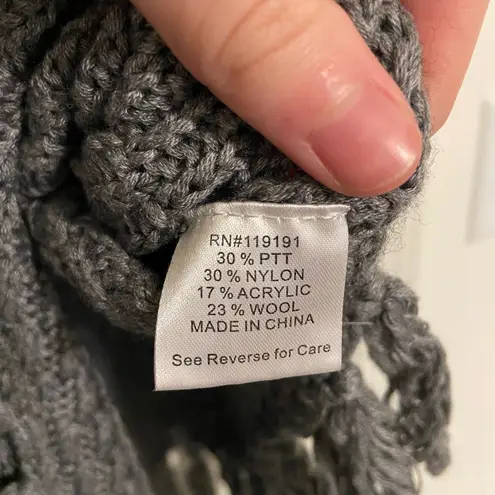 RN#119191
30 % PTT
30 % NYLON
17 % ACRYLIC
23 % WOOL
MADE IN CHINA
See Reverse for Care